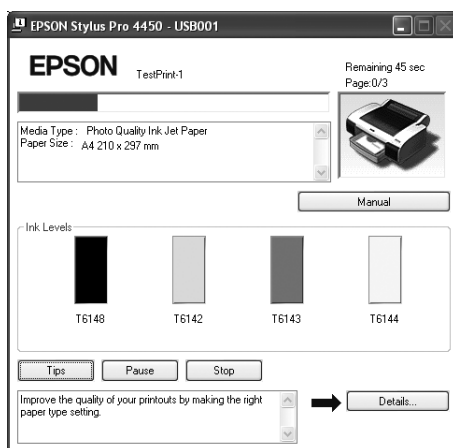 EPSON Stylus Pro 4450 - USB001
EPSON
TestPrint-1
Remaining 45 sec
Page:0/3
Media Type : Photo Quality Ink Jet Paper
Paper Size : A4 210 x 297 mm
Manual
Ink Levels
T6148 T6142 T6143 T6144
Tips Pause Stop
Improve the quality of your printouts by making the right
paper type setting.
Details...